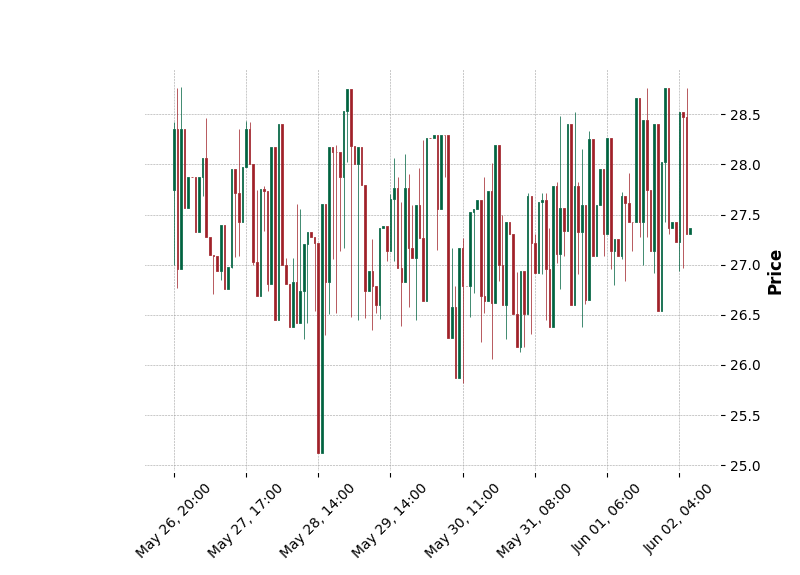 28.5
28.0
27.5
27.0
26.5
26.0
25.5
25.0
Price
May 26, 20:00
May 27, 17:00
May 28, 14:00
May 29, 14:00
May 30, 11:00
May 31, 08:00
Jun 01, 06:00
Jun 02, 04:00